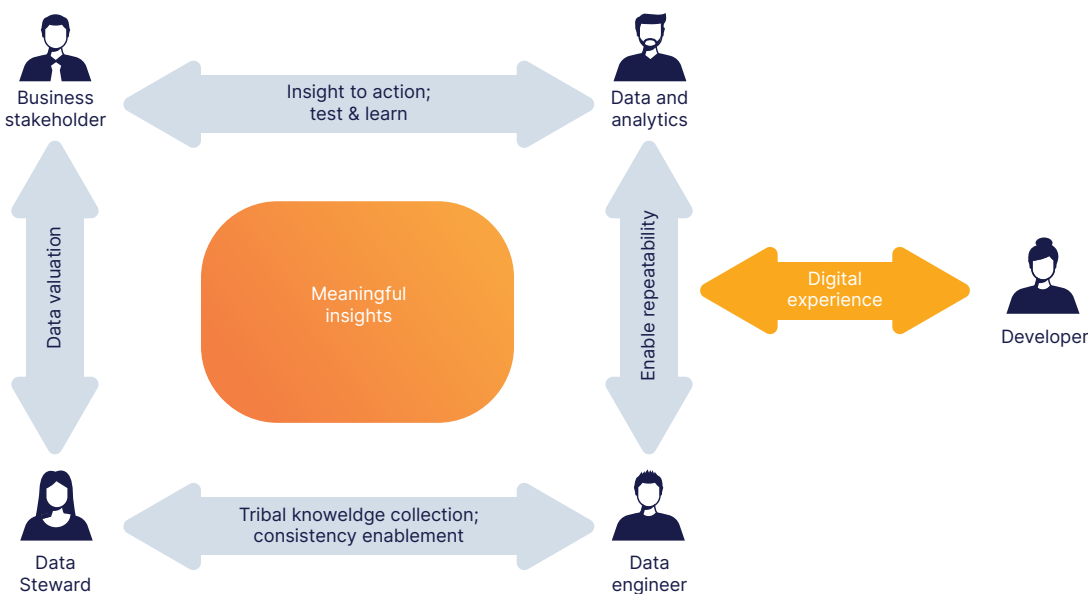 Business
stakeholder
Insight to action;
test & learn
Data and
analytics
Data valuation
Meaningful
insights
Enable repeatability
Digital
experience
Developer
Data
Steward
Tribal knoweldge collection;
consistency enablement
Data
engineer